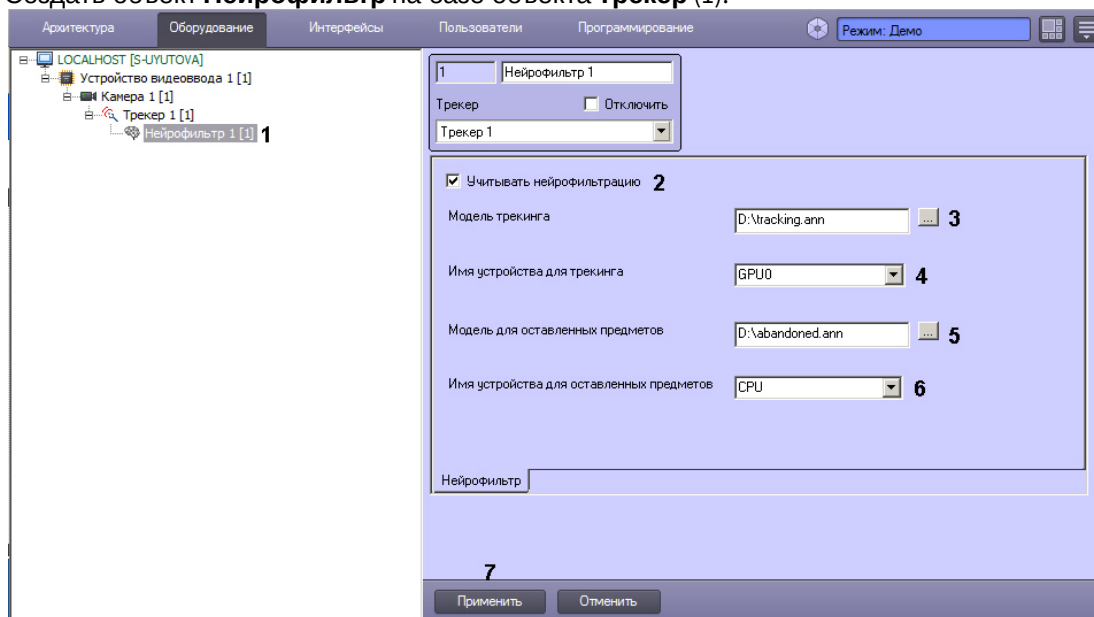 Создать объект Нейрофильтр на базе объекта Трекер (1).
Архитектура Оборудование Интерфейсы Пользователи Программирование Режим: Демо
LOCALHOST [S-UYUTOVA]
Устройство видеоввода 1 [1]
Камера 1 [1]
Трекер 1 [1]
Нейрофильтр 1 [1] 1
1 Нейрофильтр 1
Трекер Отключить
Трекер 1
Учитывать нейрофильтрацию 2
Модель трекинга D:\tracking.ann ... 3
Имя устройства для трекинга GPU0 4
Модель для оставленных предметов D:\abandoned.ann ... 5
Имя устройства для оставленных предметов CPU 6
Нейрофильтр
7
Применить Отменить